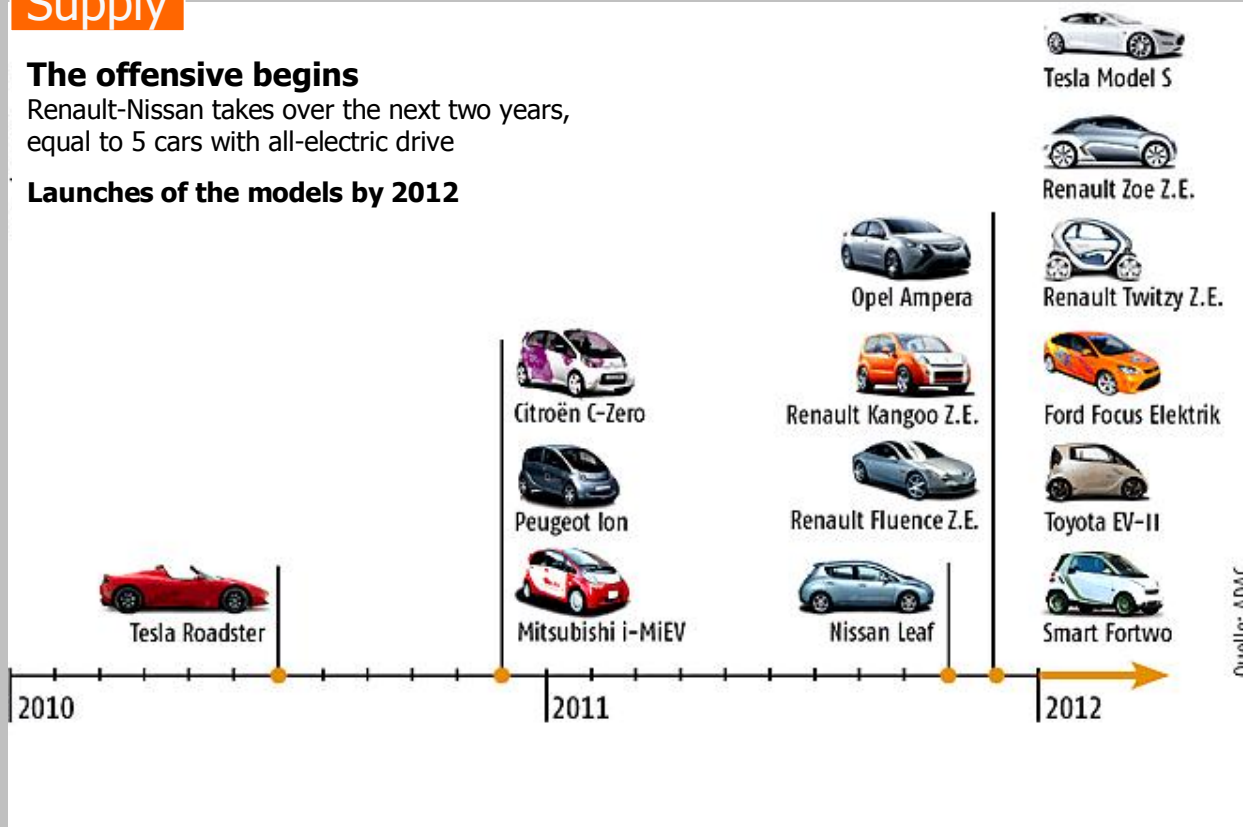 Supply
The offensive begins
Renault-Nissan takes over the next two years,
equal to 5 cars with all-electric drive
Launches of the models by 2012
Tesla Model S
Renault Zoe Z.E.
Opel Ampera
Renault Twitzy Z.E.
Citroën C-Zero
Renault Kangoo Z.E.
Ford Focus Elektrik
Peugeot Ion
Renault Fluence Z.E.
Toyota EV-II
Tesla Roadster
Mitsubishi i-MiEV
Nissan Leaf
Smart Fortwo
2010
2011
2012
Quelle: ADAC